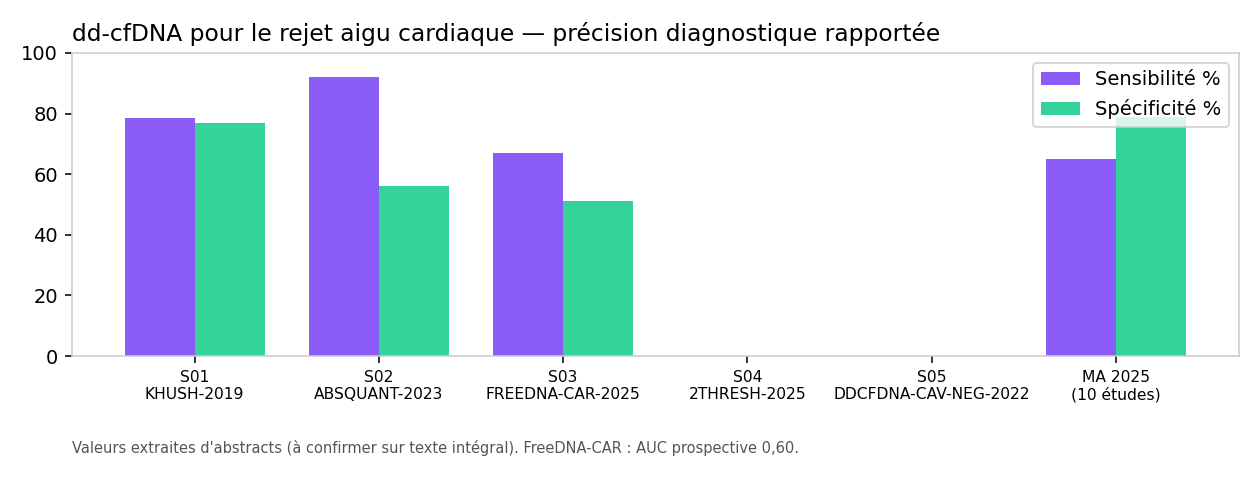 dd-cfDNA pour le rejet aigu cardiaque — précision diagnostique rapportée
100
80
60
40
20
0
Sensibilité %
Spécificité %
S01
KHUSH-2019
S02
ABSQUANT-2023
S03
FREEDNA-CAR-2025
S04
2THRESH-2025
S05
DDCFDNA-CAV-NEG-2022
MA 2025
(10 études)
Valeurs extraites d'abstracts (à confirmer sur texte intégral). FreeDNA-CAR : AUC prospective 0,60.